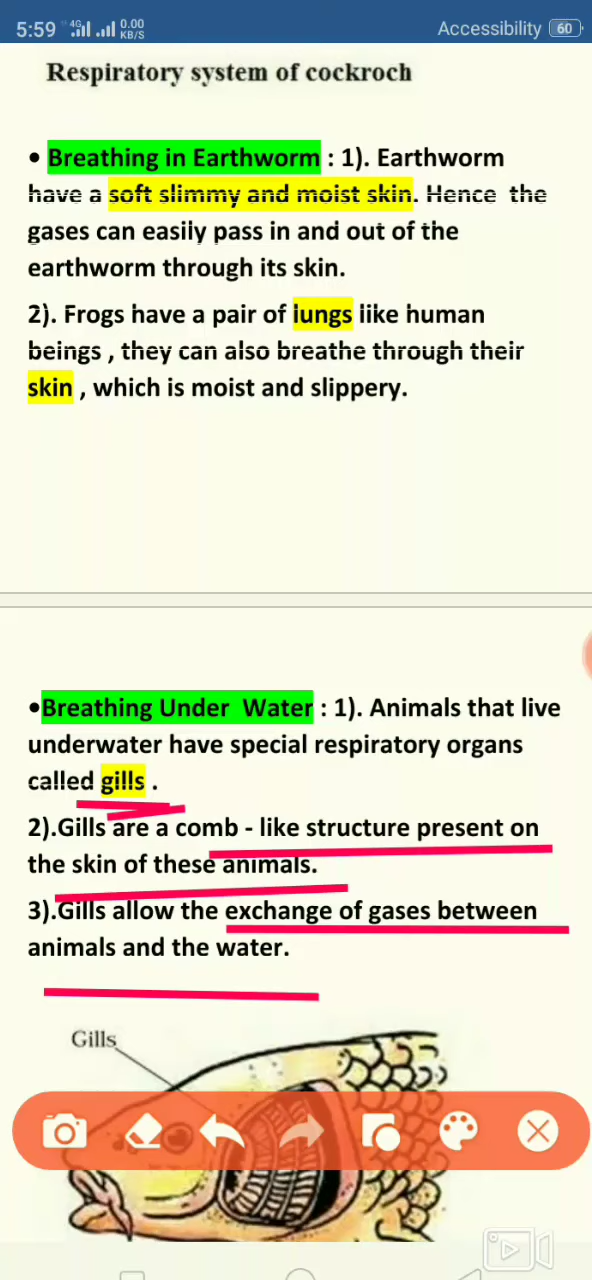 5:59 4G 0.00 KB/S Accessibility 60
Respiratory system of cockroch
• Breathing in Earthworm : 1). Earthworm
have a soft slimmy and moist skin. Hence the
gases can easily pass in and out of the
earthworm through its skin.
2). Frogs have a pair of lungs like human
beings , they can also breathe through their
skin , which is moist and slippery.
•Breathing Under Water : 1). Animals that live
underwater have special respiratory organs
called gills .
2).Gills are a comb - like structure present on
the skin of these animals.
3).Gills allow the exchange of gases between
animals and the water.
Gills